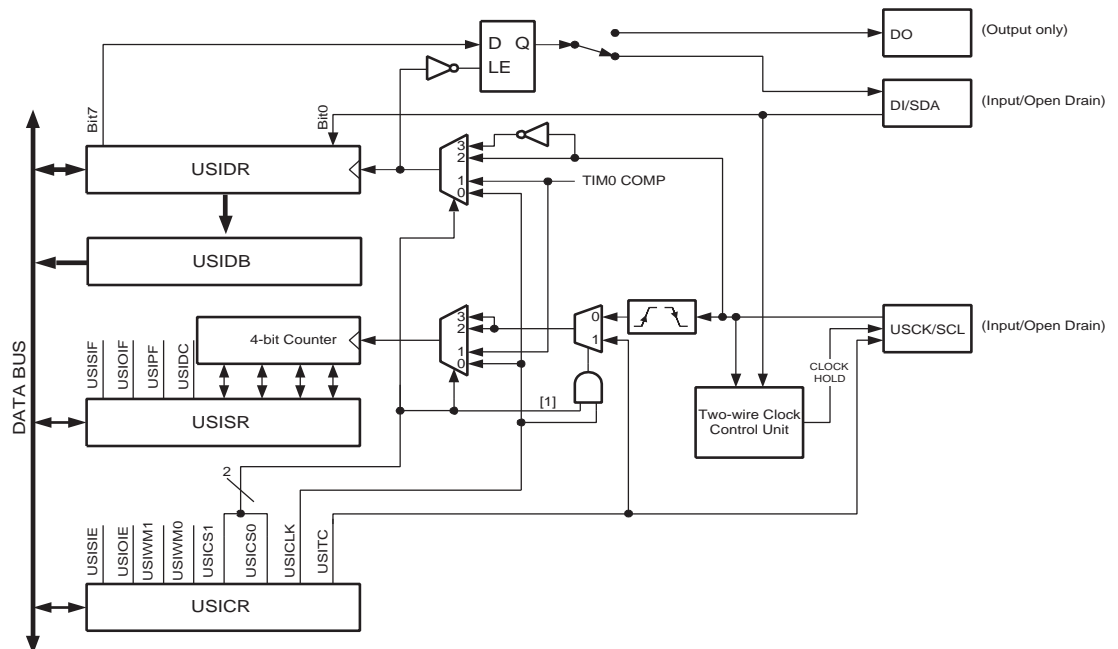 DO
(Output only)
D Q
LE
DI/SDA
(Input/Open Drain)
Bit7
Bit0
USIDR
3
2
1
0
TIM0 COMP
USIDB
DATA BUS
4-bit Counter
3
2
1
0
0
1
USCK/SCL
(Input/Open Drain)
CLOCK
HOLD
USISIF
USIOIF
USIPF
USIDC
[1]
USISR
Two-wire Clock
Control Unit
2
USISIE
USIOIE
USIWM1
USIWM0
USICS1
USICS0
USICLK
USITC
USICR